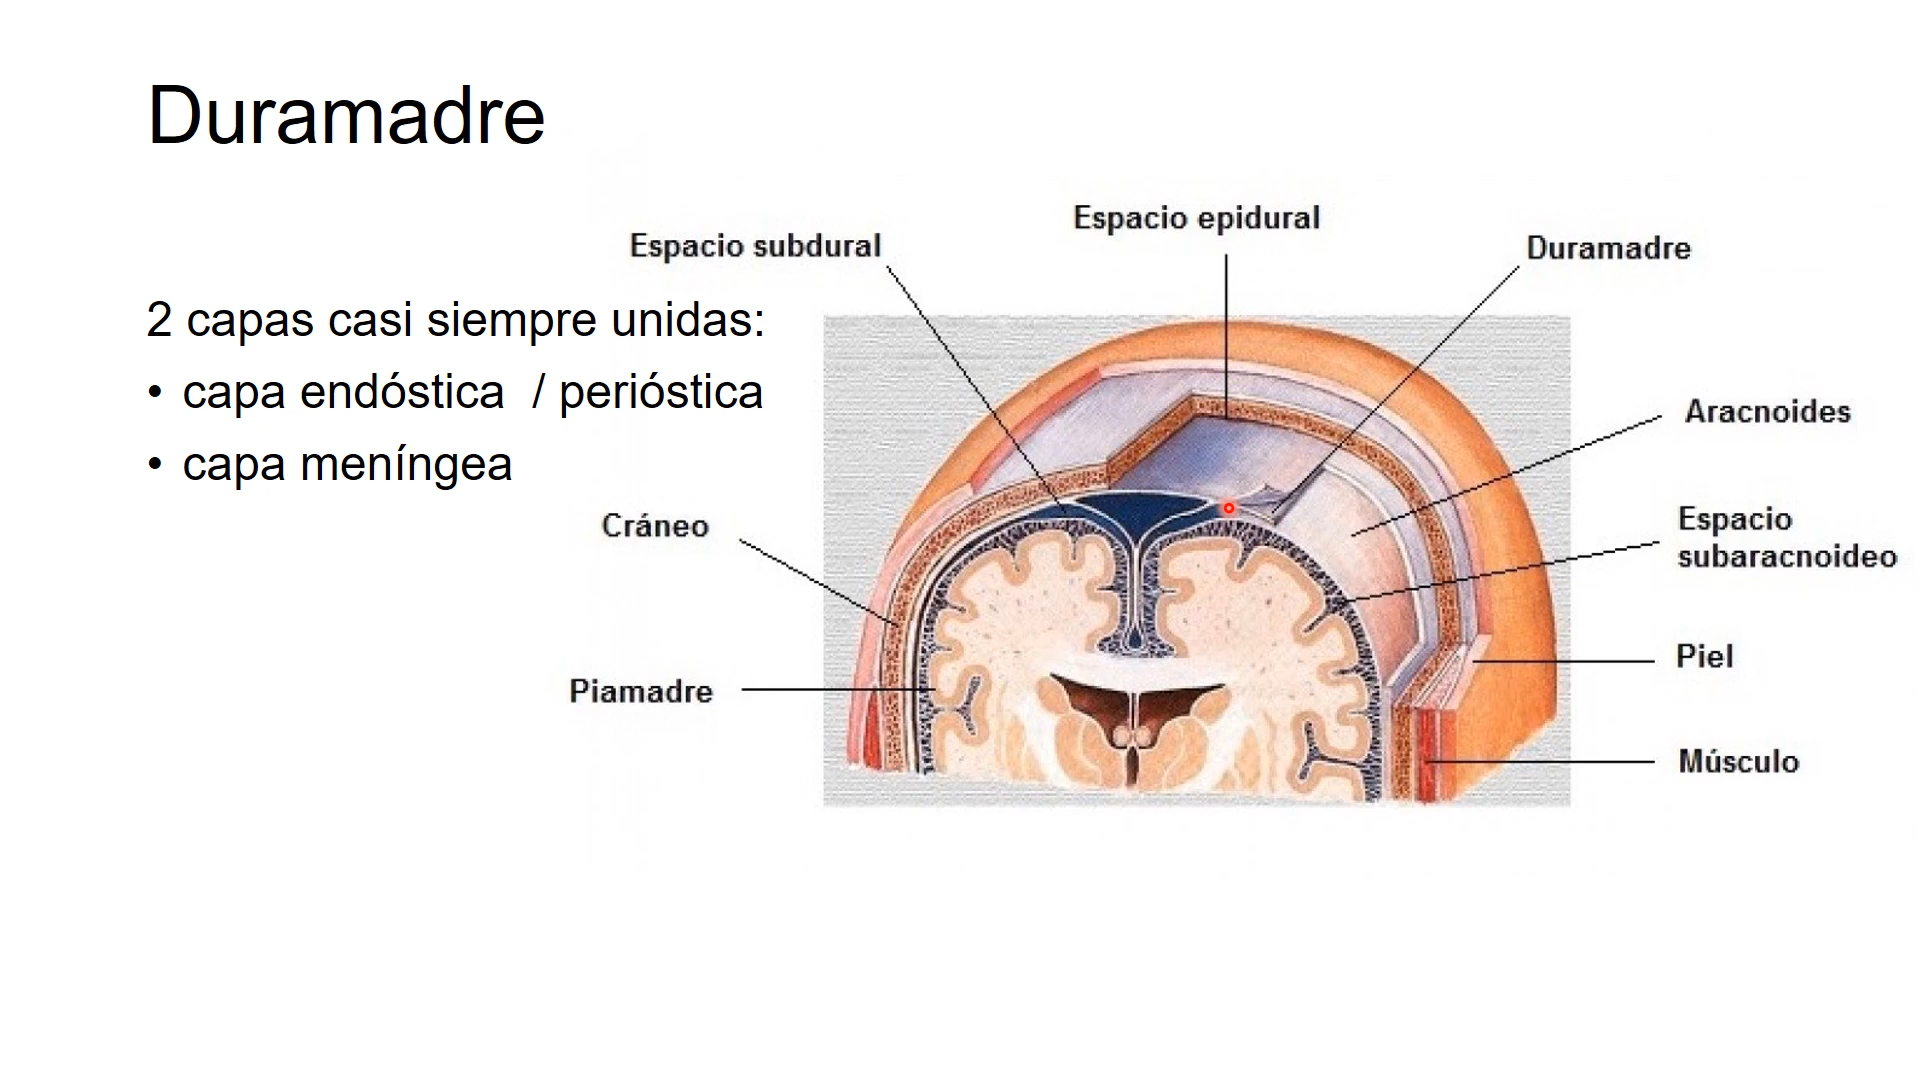 Duramadre
2 capas casi siempre unidas:
• capa endóstica / perióstica
• capa meníngea
Espacio subdural
Espacio epidural
Duramadre
Aracnoides
Cráneo
Espacio
subaracnoideo
Piel
Piamadre
Músculo